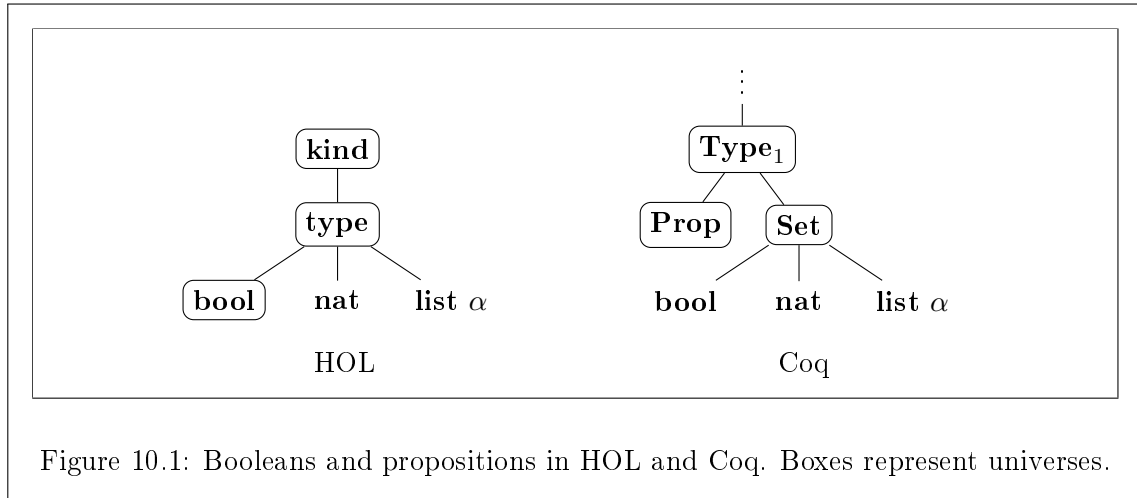 ⋮
kind
Type₁
type
Prop
Set
bool
nat
list α
bool
nat
list α
HOL
Coq
Figure 10.1: Booleans and propositions in HOL and Coq. Boxes represent universes.